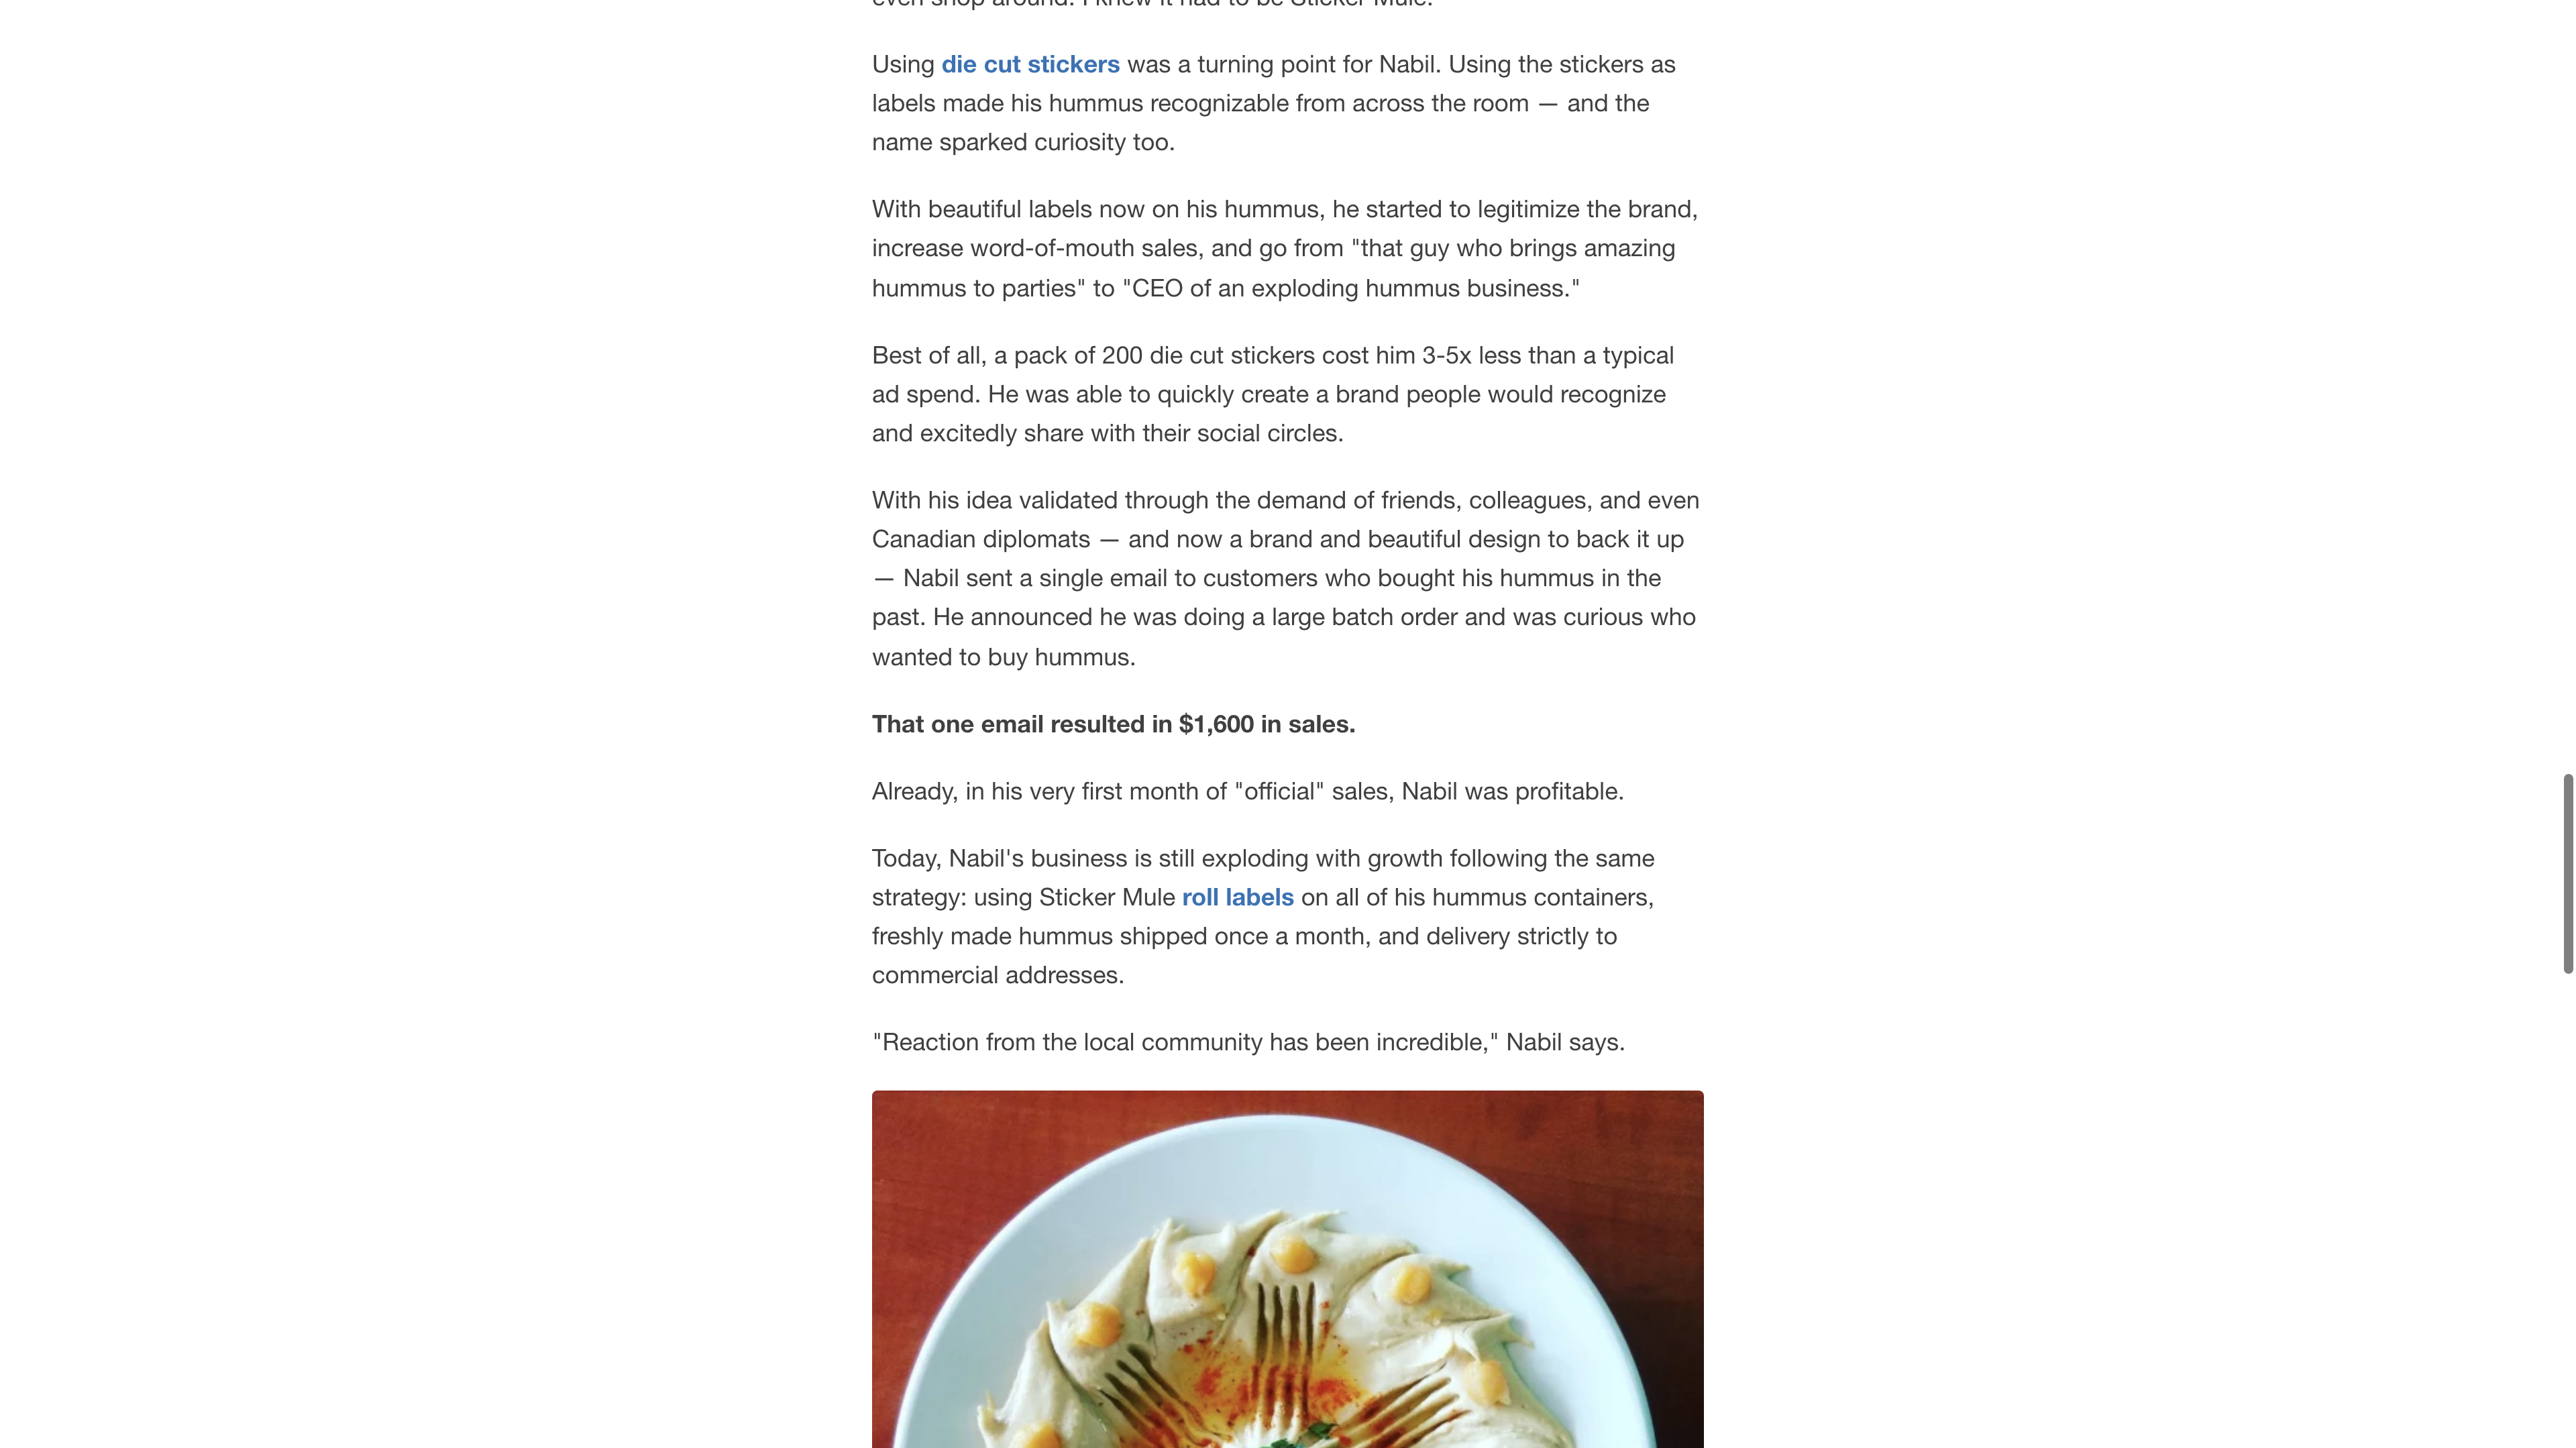 even shop around. I knew it had to be Sticker Mule."
Using die cut stickers was a turning point for Nabil. Using the stickers as
labels made his hummus recognizable from across the room — and the
name sparked curiosity too.
With beautiful labels now on his hummus, he started to legitimize the brand,
increase word-of-mouth sales, and go from "that guy who brings amazing
hummus to parties" to "CEO of an exploding hummus business."
Best of all, a pack of 200 die cut stickers cost him 3-5x less than a typical
ad spend. He was able to quickly create a brand people would recognize
and excitedly share with their social circles.
With his idea validated through the demand of friends, colleagues, and even
Canadian diplomats — and now a brand and beautiful design to back it up
— Nabil sent a single email to customers who bought his hummus in the
past. He announced he was doing a large batch order and was curious who
wanted to buy hummus.
That one email resulted in $1,600 in sales.
Already, in his very first month of "official" sales, Nabil was profitable.
Today, Nabil's business is still exploding with growth following the same
strategy: using Sticker Mule roll labels on all of his hummus containers,
freshly made hummus shipped once a month, and delivery strictly to
commercial addresses.
"Reaction from the local community has been incredible," Nabil says.